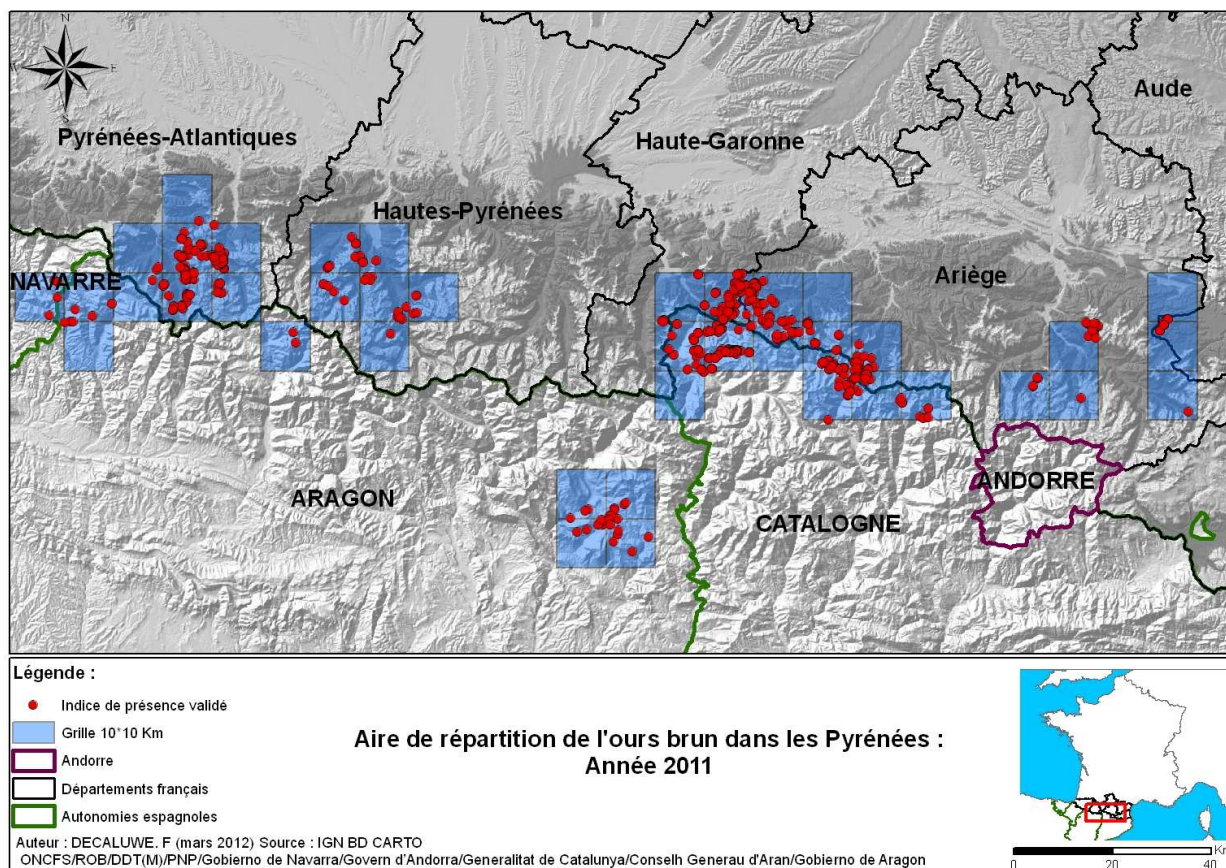 N
W E
S
Aude
Pyrénées-Atlantiques
Haute-Garonne
Hautes-Pyrénées
NAVARRE
Ariège
ARAGON
ANDORRE
CATALOGNE
Légende :
Indice de présence validé
Grille 10*10 Km
Andorre
Départements français
Autonomies espagnoles
Aire de répartition de l'ours brun dans les Pyrénées :
Année 2011
Auteur : DECALUWE. F (mars 2012) Source : IGN BD CARTO
ONCFS/ROB/DDT(M)/PNP/Gobierno de Navarra/Govern d'Andorra/Generalitat de Catalunya/Conselh Generau d'Aran/Gobierno de Aragon
0 20 40